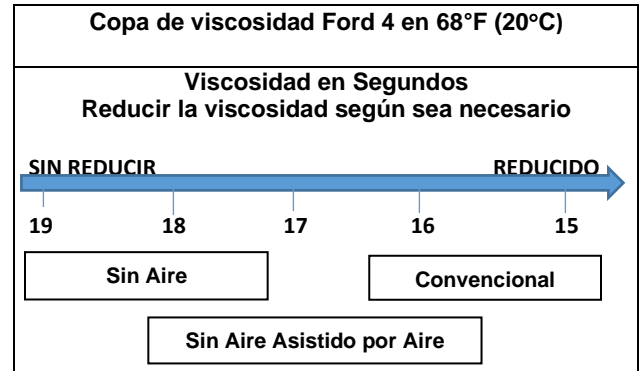 Copa de viscosidad Ford 4 en 68°F (20°C)
Viscosidad en Segundos
Reducir la viscosidad según sea necesario
SIN REDUCIR REDUCIDO
19 18 17 16 15
Sin Aire Convencional
Sin Aire Asistido por Aire